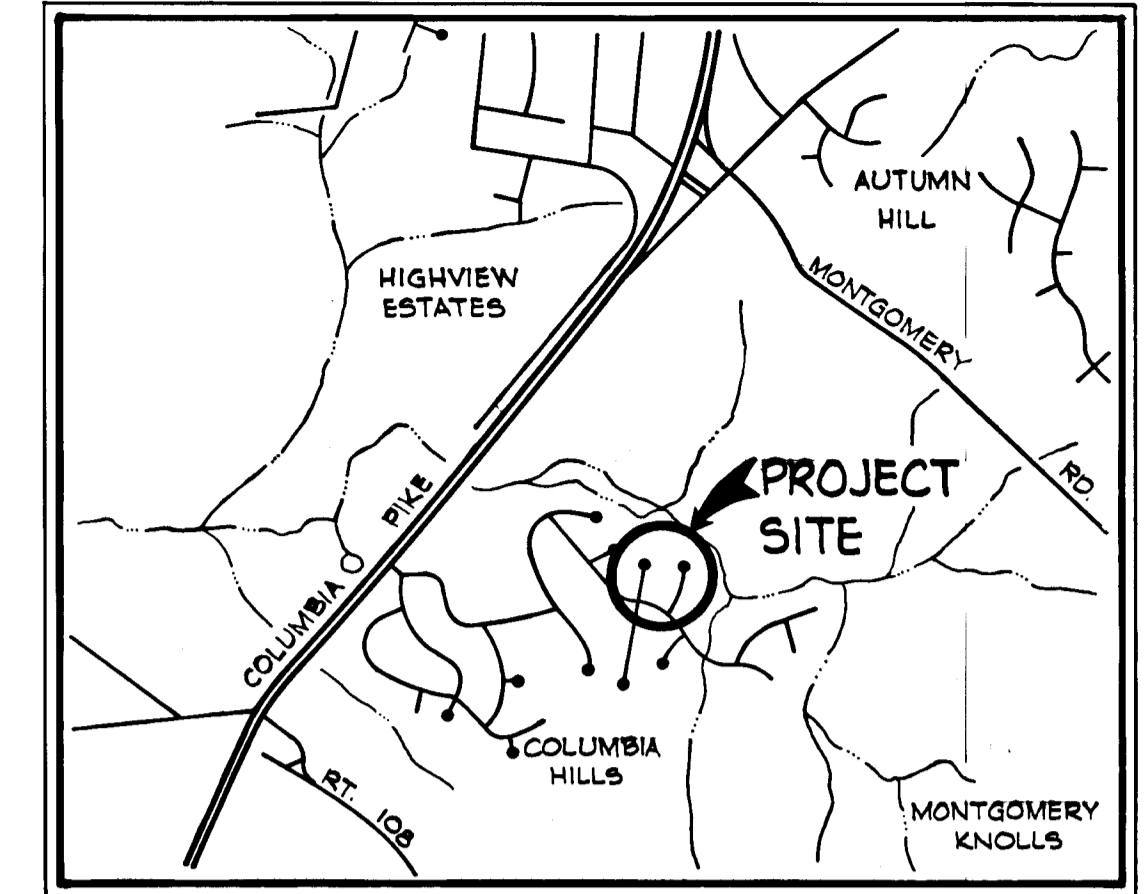 AUTUMN
HILL
HIGHVIEW
ESTATES
MONTGOMERY
RD.
PROJECT
SITE
COLUMBIA PIKE
COLUMBIA
HILLS
RT. 108
MONTGOMERY
KNOLLS